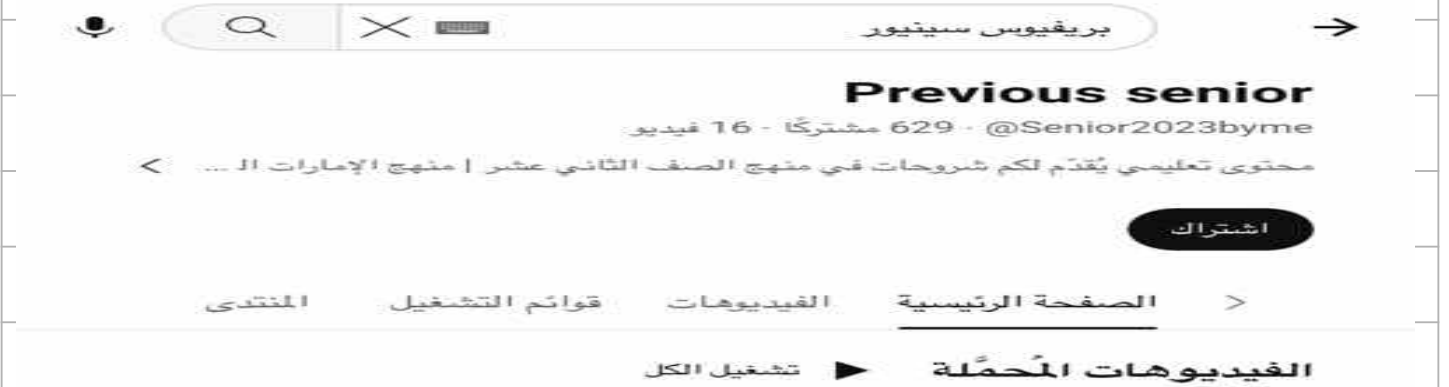 بريفيوس سينيور
Previous senior
@Senior2023byme · 629 مشتركًا · 16 فيديو
محتوى تعليمي يُقدّم لكم شروحات في منهج الصف الثاني عشر | منهج الإمارات الـ ...
اشتراك
الصفحة الرئيسية الفيديوهات قوائم التشغيل المنتدى
الفيديوهات المُحمَّلة تشغيل الكل